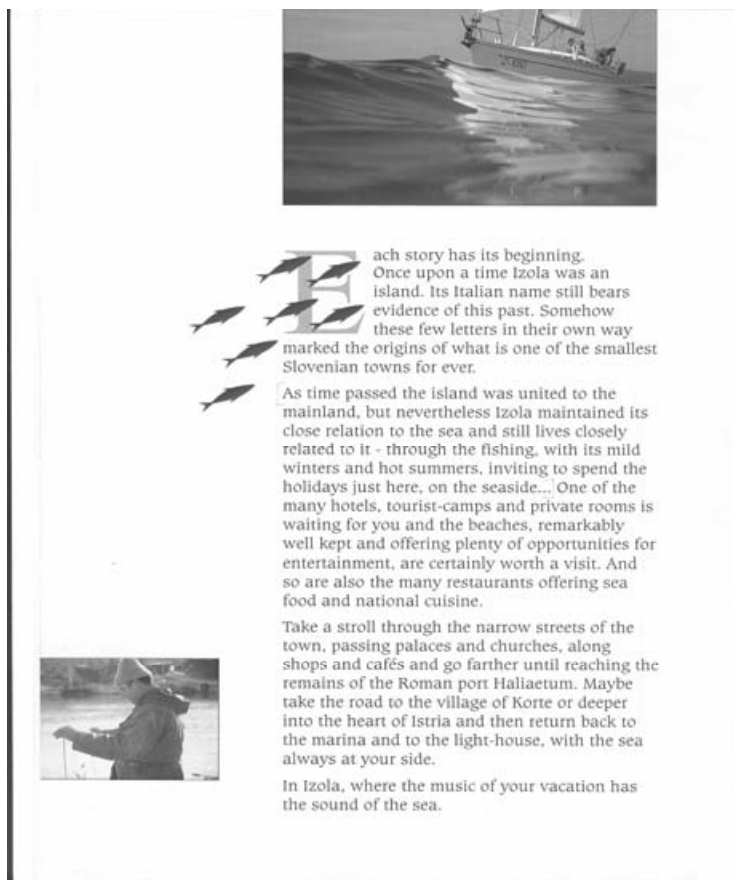 Each story has its beginning.
Once upon a time Izola was an
island. Its Italian name still bears
evidence of this past. Somehow
these few letters in their own way
marked the origins of what is one of the smallest
Slovenian towns for ever.
As time passed the island was united to the
mainland, but nevertheless Izola maintained its
close relation to the sea and still lives closely
related to it - through the fishing, with its mild
winters and hot summers, inviting to spend the
holidays just here, on the seaside... One of the
many hotels, tourist-camps and private rooms is
waiting for you and the beaches, remarkably
well kept and offering plenty of opportunities for
entertainment, are certainly worth a visit. And
so are also the many restaurants offering sea
food and national cuisine.
Take a stroll through the narrow streets of the
town, passing palaces and churches, along
shops and cafés and go farther until reaching the
remains of the Roman port Haliaetum. Maybe
take the road to the village of Korte or deeper
into the heart of Istria and then return back to
the marina and to the light-house, with the sea
always at your side.
In Izola, where the music of your vacation has
the sound of the sea.